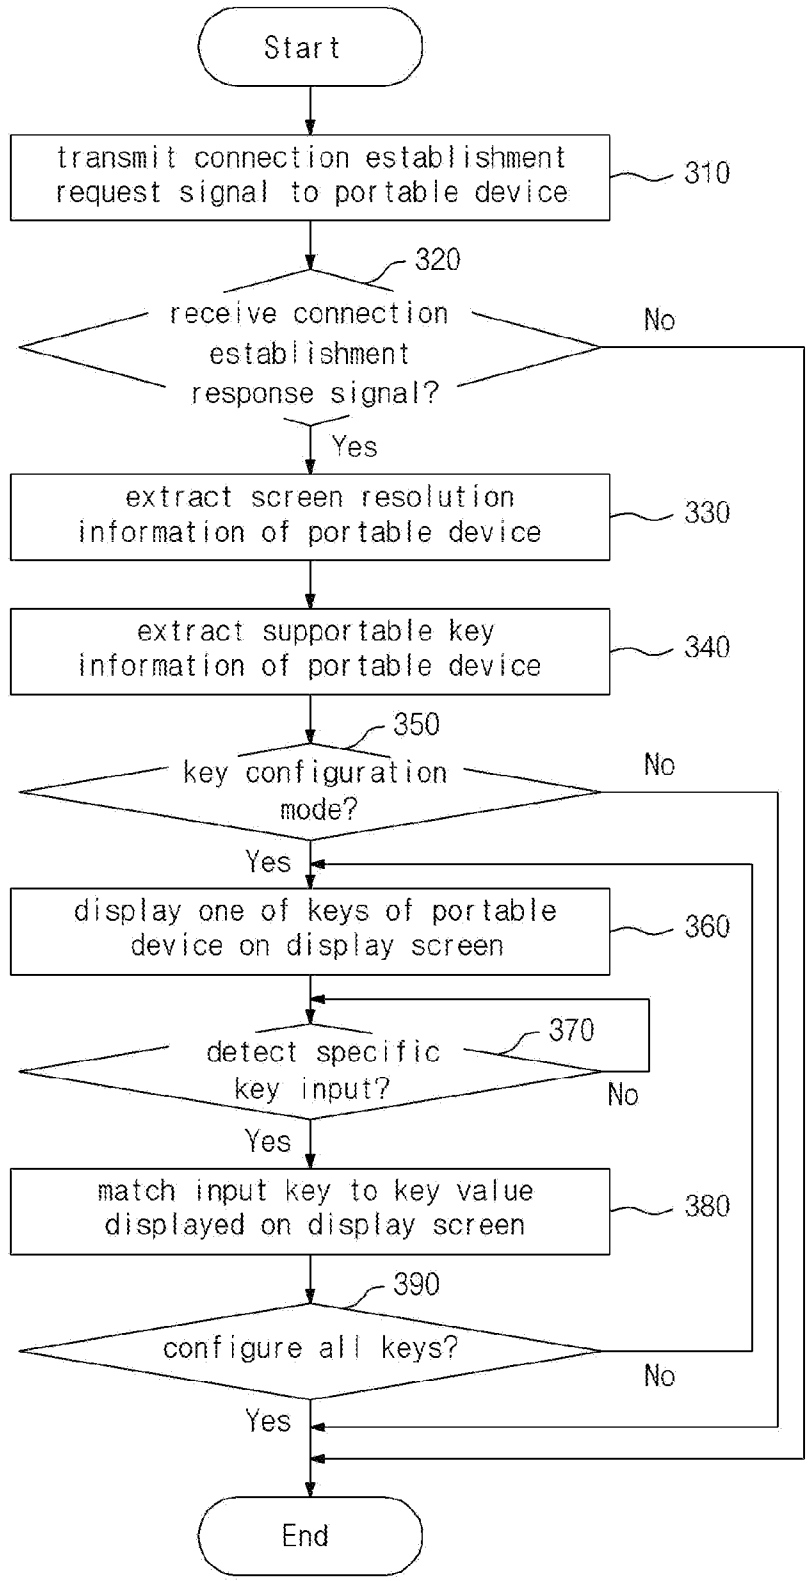 Start
transmit connection establishment
request signal to portable device
310
320
receive connection
establishment
response signal?
No
Yes
extract screen resolution
information of portable device
330
extract supportable key
information of portable device
340
350
key configuration
mode?
No
Yes
display one of keys of portable
device on display screen
360
370
detect specific
key input?
No
Yes
match input key to key value
displayed on display screen
380
390
configure all keys?
No
Yes
End